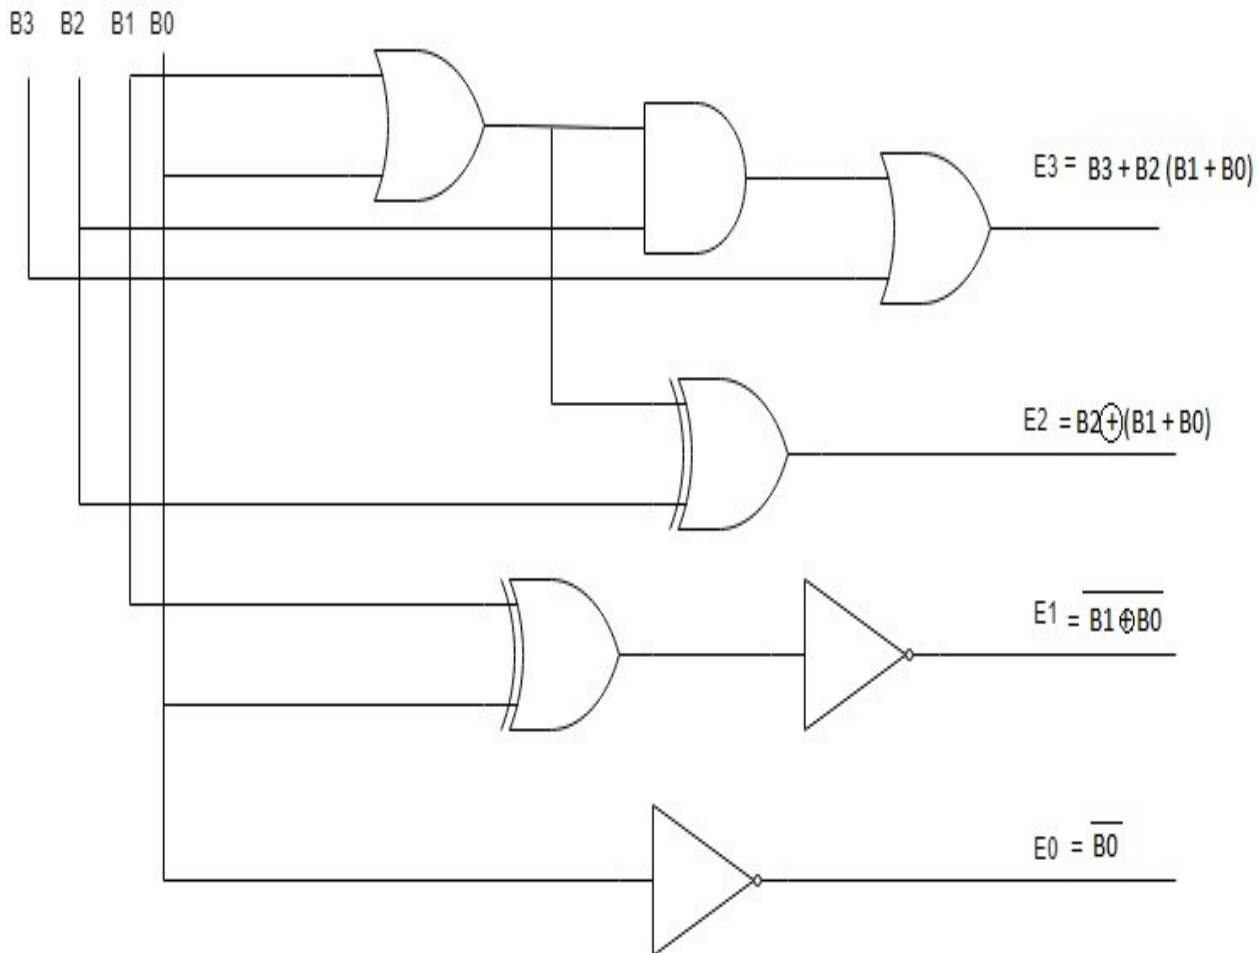 B3 B2 B1 B0
E3 = B3 + B2 (B1 + B0)
E2 = B2 ⊕ (B1 + B0)
E1 = B1 ⊕ B0
E0 = B0